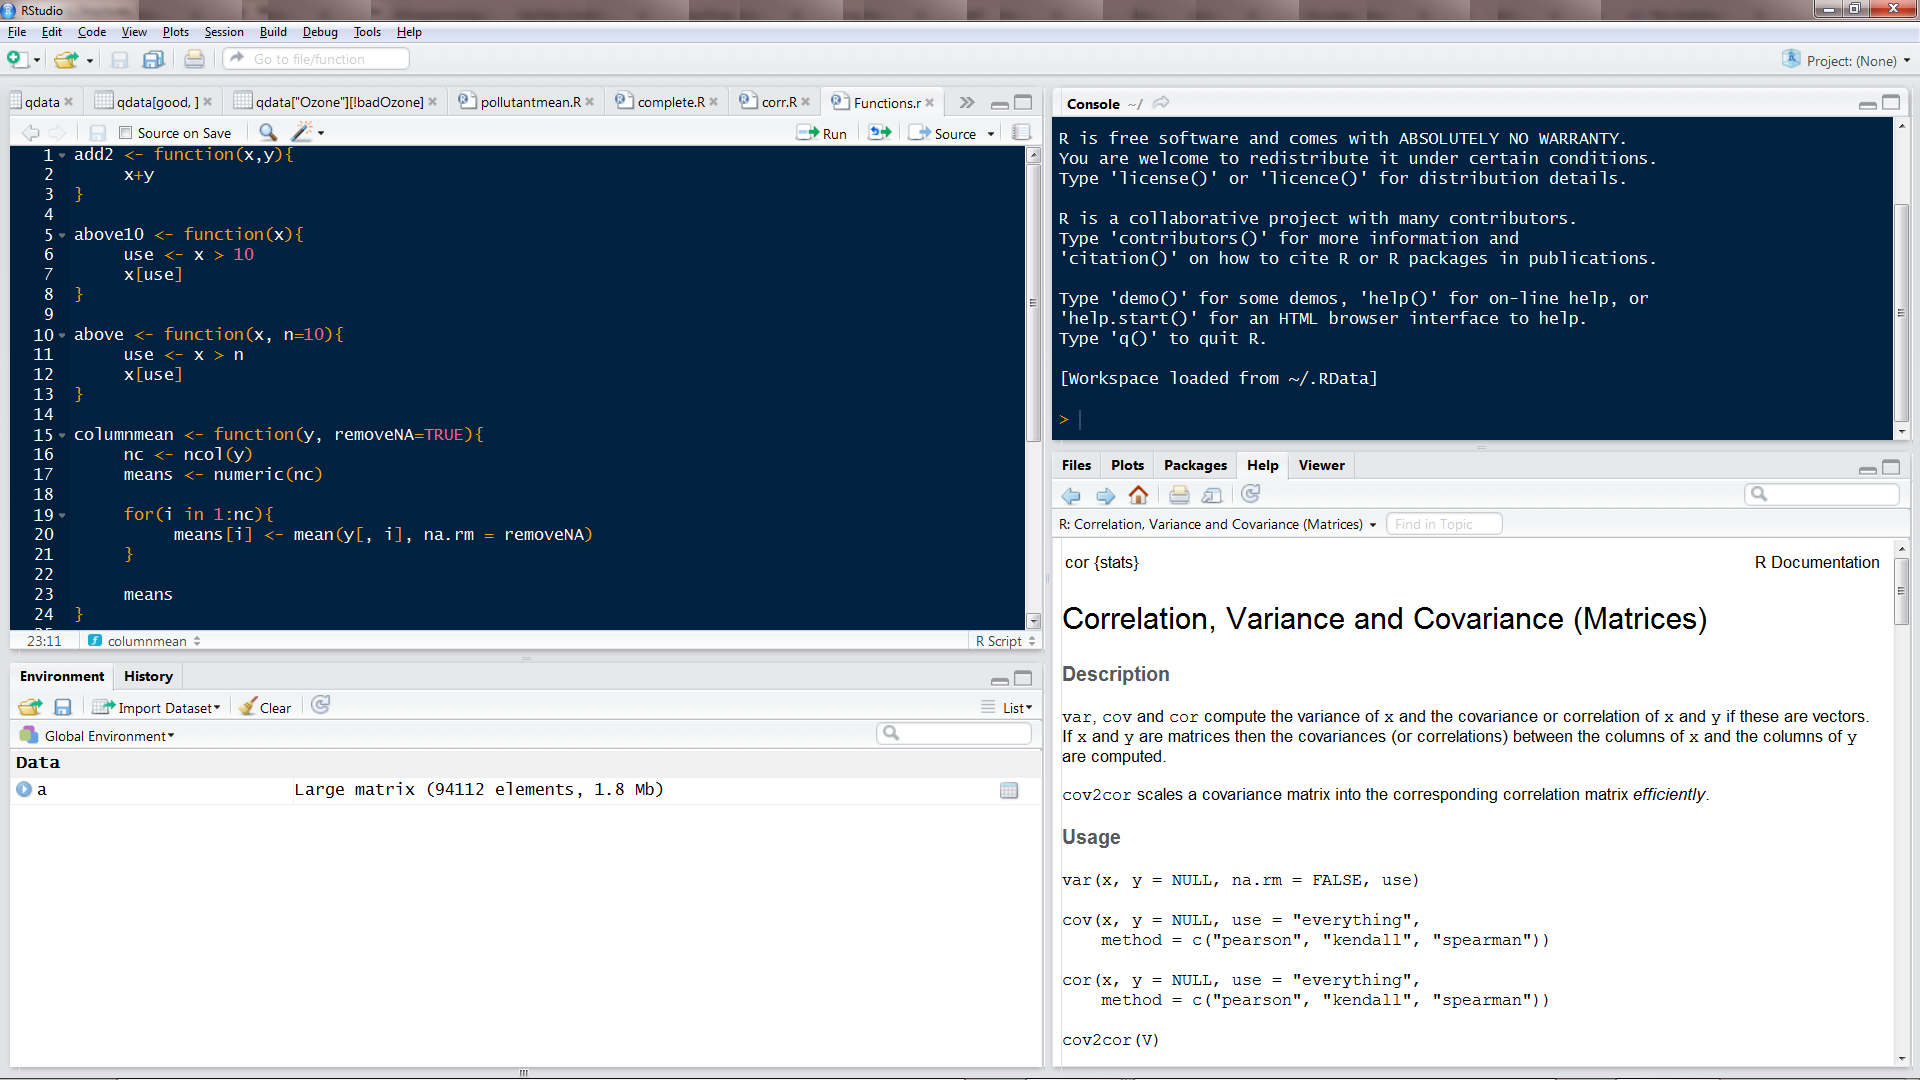 RStudio
File Edit Code View Plots Session Build Debug Tools Help
Go to file/function
Project: (None)
qdata
qdata[good, ]
qdata["Ozone"][!badOzone]
pollutantmean.R
complete.R
corr.R
Functions.r
Source on Save
Run
Source
1 add2 <- function(x,y){
2 x+y
3 }
4
5 above10 <- function(x){
6 use <- x > 10
7 x[use]
8 }
9
10 above <- function(x, n=10){
11 use <- x > n
12 x[use]
13 }
14
15 columnmean <- function(y, removeNA=TRUE){
16 nc <- ncol(y)
17 means <- numeric(nc)
18
19 for(i in 1:nc){
20 means[i] <- mean(y[, i], na.rm = removeNA)
21 }
22
23 means
24 }
23:11 columnmean R Script
Environment History
Import Dataset Clear List
Global Environment
Data
a Large matrix (94112 elements, 1.8 Mb)
Console ~/
R is free software and comes with ABSOLUTELY NO WARRANTY.
You are welcome to redistribute it under certain conditions.
Type 'license()' or 'licence()' for distribution details.
R is a collaborative project with many contributors.
Type 'contributors()' for more information and
'citation()' on how to cite R or R packages in publications.
Type 'demo()' for some demos, 'help()' for on-line help, or
'help.start()' for an HTML browser interface to help.
Type 'q()' to quit R.
[Workspace loaded from ~/.RData]
>
Files Plots Packages Help Viewer
R: Correlation, Variance and Covariance (Matrices) Find in Topic
cor {stats} R Documentation
Correlation, Variance and Covariance (Matrices)
Description
var, cov and cor compute the variance of x and the covariance or correlation of x and y if these are vectors.
If x and y are matrices then the covariances (or correlations) between the columns of x and the columns of y
are computed.
cov2cor scales a covariance matrix into the corresponding correlation matrix efficiently.
Usage
var(x, y = NULL, na.rm = FALSE, use)
cov(x, y = NULL, use = "everything",
method = c("pearson", "kendall", "spearman"))
cor(x, y = NULL, use = "everything",
method = c("pearson", "kendall", "spearman"))
cov2cor(V)